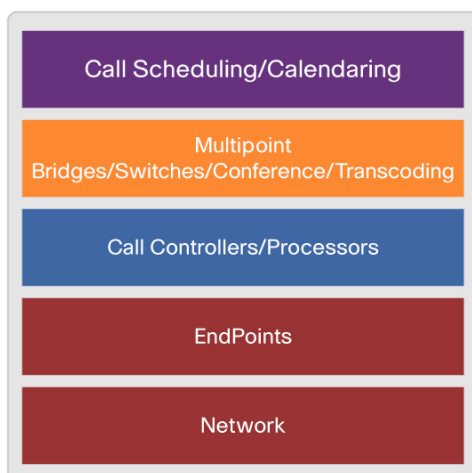 Call Scheduling/Calendaring
Multipoint
Bridges/Switches/Conference/Transcoding
Call Controllers/Processors
EndPoints
Network